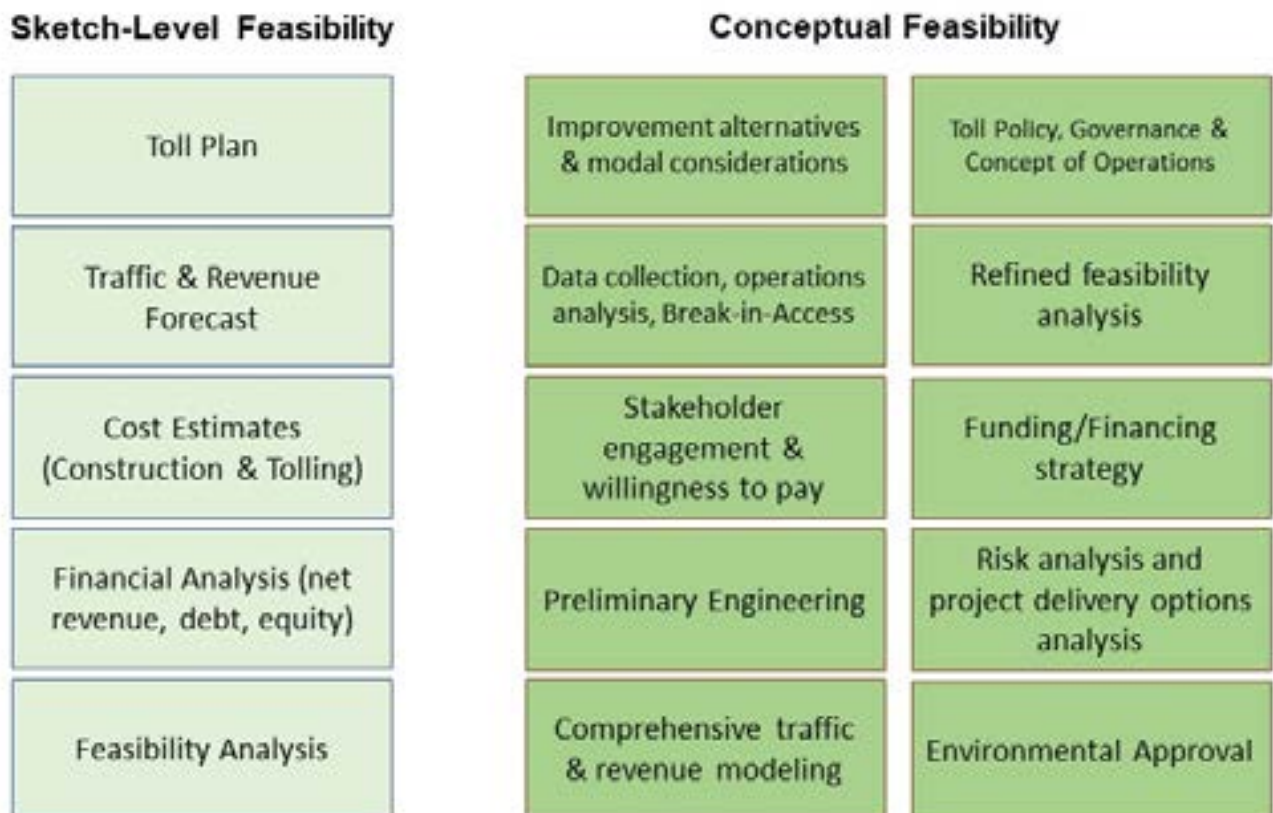 Sketch-Level Feasibility
Toll Plan
Traffic & Revenue
Forecast
Cost Estimates
(Construction & Tolling)
Financial Analysis (net
revenue, debt, equity)
Feasibility Analysis
Conceptual Feasibility
Improvement alternatives
& modal considerations
Data collection, operations
analysis, Break-in-Access
Stakeholder
engagement &
willingness to pay
Preliminary Engineering
Comprehensive traffic
& revenue modeling
Toll Policy, Governance &
Concept of Operations
Refined feasibility
analysis
Funding/Financing
strategy
Risk analysis and
project delivery options
analysis
Environmental Approval